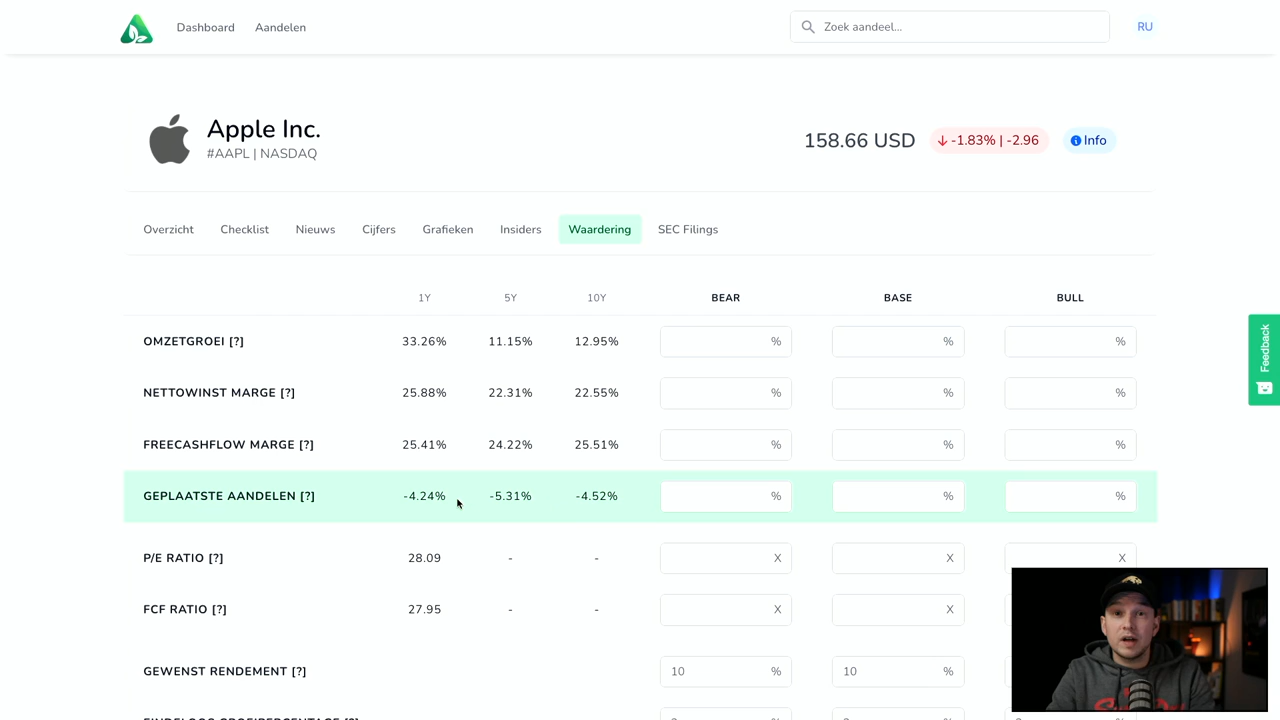 Dashboard Aandelen Zoek aandeel... RU
Apple Inc.
#AAPL | NASDAQ
158.66 USD -1.83% | -2.96 Info
Overzicht Checklist Nieuws Cijfers Grafieken Insiders Waardering SEC Filings
1Y 5Y 10Y BEAR BASE BULL
OMZETGROEI [?] 33.26% 11.15% 12.95% % % %
NETTOWINST MARGE [?] 25.88% 22.31% 22.55% % % %
FREECASHFLOW MARGE [?] 25.41% 24.22% 25.51% % % %
GEPLAATSTE AANDELEN [?] -4.24% -5.31% -4.52% % % %
P/E RATIO [?] 28.09 - - X X X
FCF RATIO [?] 27.95 - - X X
GEWENST RENDEMENT [?] 10 % 10 %
Feedback